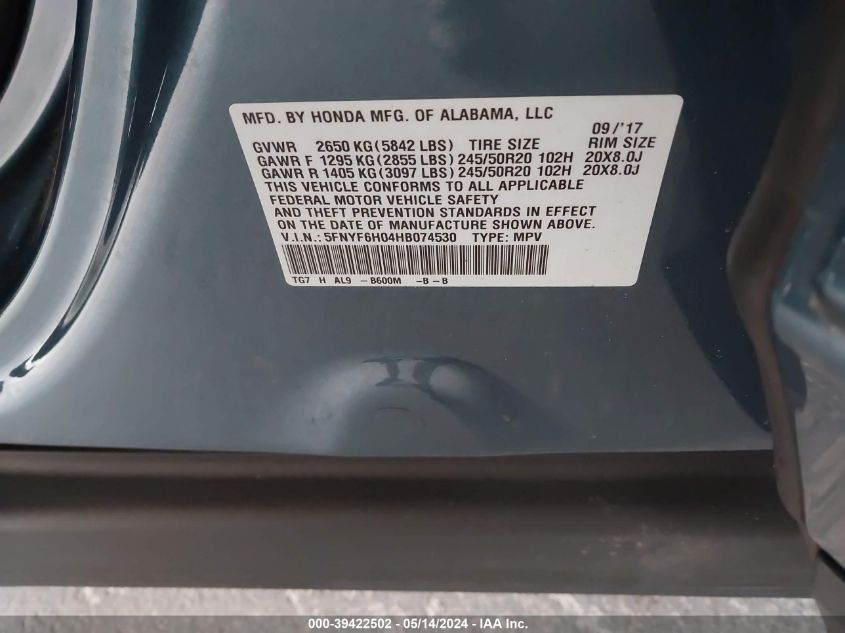 MFD. BY HONDA MFG. OF ALABAMA, LLC
09/'17
GVWR 2650 KG (5842 LBS) TIRE SIZE RIM SIZE
GAWR F 1295 KG (2855 LBS) 245/50R20 102H 20X8.0J
GAWR R 1405 KG (3097 LBS) 245/50R20 102H 20X8.0J
THIS VEHICLE CONFORMS TO ALL APPLICABLE
FEDERAL MOTOR VEHICLE SAFETY
AND THEFT PREVENTION STANDARDS IN EFFECT
ON THE DATE OF MANUFACTURE SHOWN ABOVE.
V.I.N.: 5FNYF6H04HB074530 TYPE: MPV
TG7 H AL9 - B600M -B - B
000-39422502 - 05/14/2024 - IAA Inc.